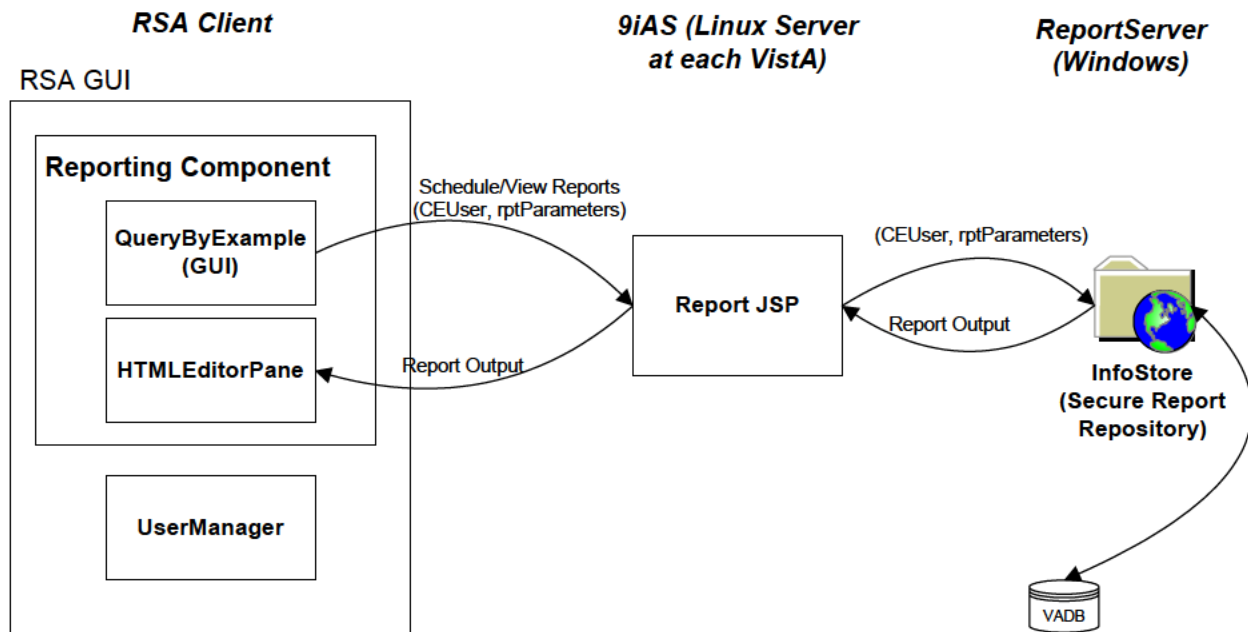 RSA Client
9iAS (Linux Server
at each VistA)
ReportServer
(Windows)
RSA GUI
Reporting Component
QueryByExample
(GUI)
Schedule/View Reports
(CEUser, rptParameters)
(CEUser, rptParameters)
Report JSP
Report Output
HTMLEditorPane
Report Output
InfoStore
(Secure Report
Repository)
UserManager
VADB